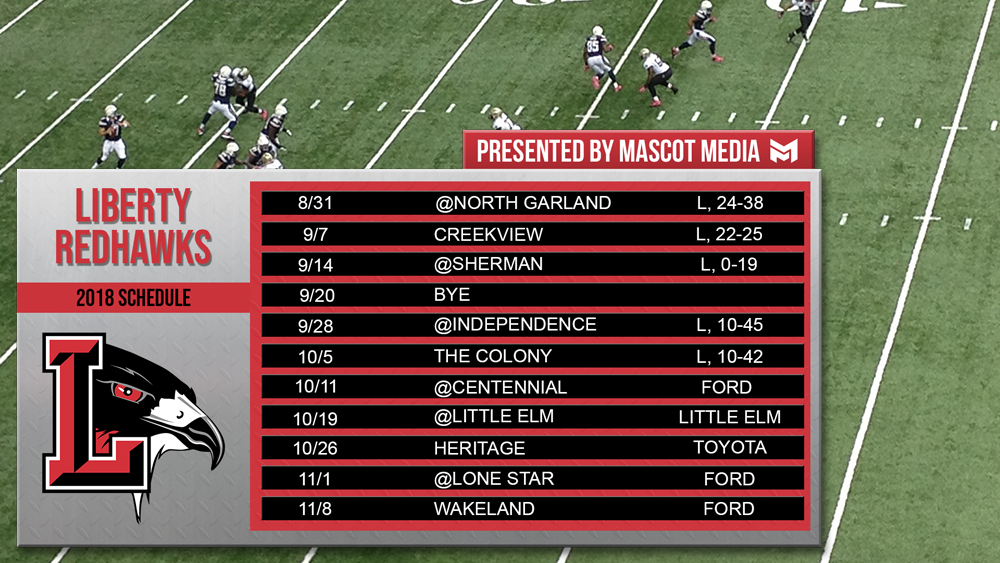 PRESENTED BY MASCOT MEDIA
LIBERTY
REDHAWKS
2018 SCHEDULE
L
8/31 @NORTH GARLAND L, 24-38
9/7 CREEKVIEW L, 22-25
9/14 @SHERMAN L, 0-19
9/20 BYE
9/28 @INDEPENDENCE L, 10-45
10/5 THE COLONY L, 10-42
10/11 @CENTENNIAL FORD
10/19 @LITTLE ELM LITTLE ELM
10/26 HERITAGE TOYOTA
11/1 @LONE STAR FORD
11/8 WAKELAND FORD
85
78